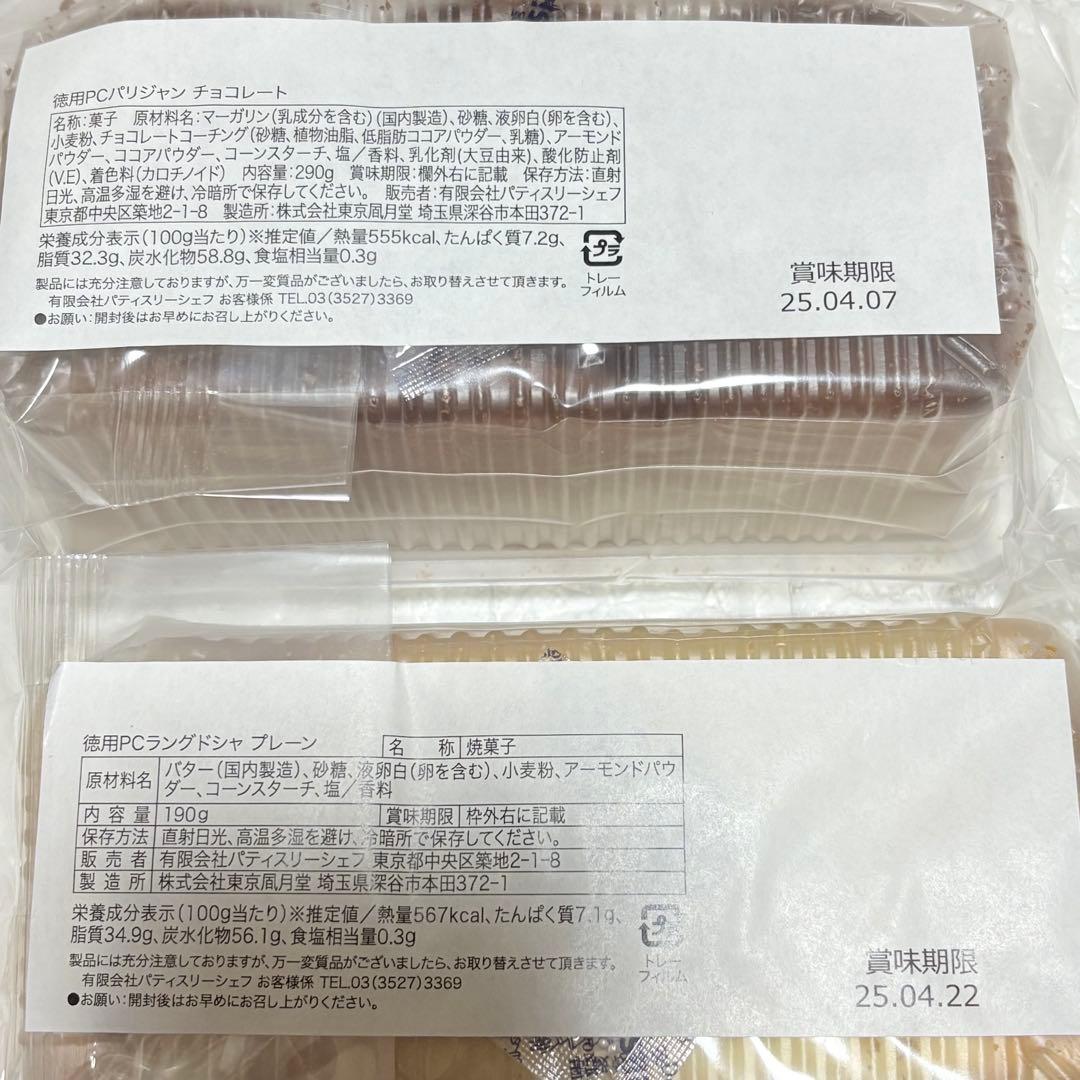 徳用PCパリジャン チョコレート
名称:菓子 原材料名:マーガリン(乳成分を含む)(国内製造)、砂糖、液卵白(卵を含む)、
小麦粉、チョコレートコーチング(砂糖、植物油脂、低脂肪ココアパウダー、乳糖)、アーモンド
パウダー、ココアパウダー、コーンスターチ、塩/香料、乳化剤(大豆由来)、酸化防止剤
(V.E)、着色料(カロチノイド) 内容量:290g 賞味期限:欄外右に記載 保存方法:直射
日光、高温多湿を避け、冷暗所で保存してください。 販売者:有限会社パティスリーシェフ
東京都中央区築地2-1-8 製造所:株式会社東京凮月堂 埼玉県深谷市本田372-1
栄養成分表示(100g当たり)※推定値/熱量555kcal、たんぱく質7.2g、
脂質32.3g、炭水化物58.8g、食塩相当量0.3g
プラ
トレー
フィルム
製品には充分注意しておりますが、万一変質品がございましたら、お取り替えさせて頂きます。
有限会社パティスリーシェフ お客様係 TEL.03(3527)3369
●お願い:開封後はお早めにお召し上がりください。
賞味期限
25.04.07
徳用PCラングドシャ プレーン
名 称 焼菓子
原材料名 バター(国内製造)、砂糖、液卵白(卵を含む)、小麦粉、アーモンドパウ
ダー、コーンスターチ、塩/香料
内容量 190g 賞味期限 枠外右に記載
保存方法 直射日光、高温多湿を避け、冷暗所で保存してください。
販売者 有限会社パティスリーシェフ 東京都中央区築地2-1-8
製造所 株式会社東京凮月堂 埼玉県深谷市本田372-1
栄養成分表示(100g当たり)※推定値/熱量567kcal、たんぱく質7.1g、
脂質34.9g、炭水化物56.1g、食塩相当量0.3g
プラ
トレー
フィルム
製品には充分注意しておりますが、万一変質品がございましたら、お取り替えさせて頂きます。
有限会社パティスリーシェフ お客様係 TEL.03(3527)3369
●お願い:開封後はお早めにお召し上がりください。
賞味期限
25.04.22